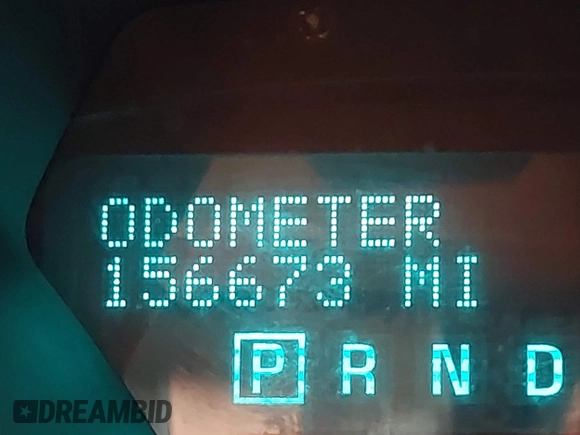 ODOMETER
156673 MI
P R N D
DREAMBID